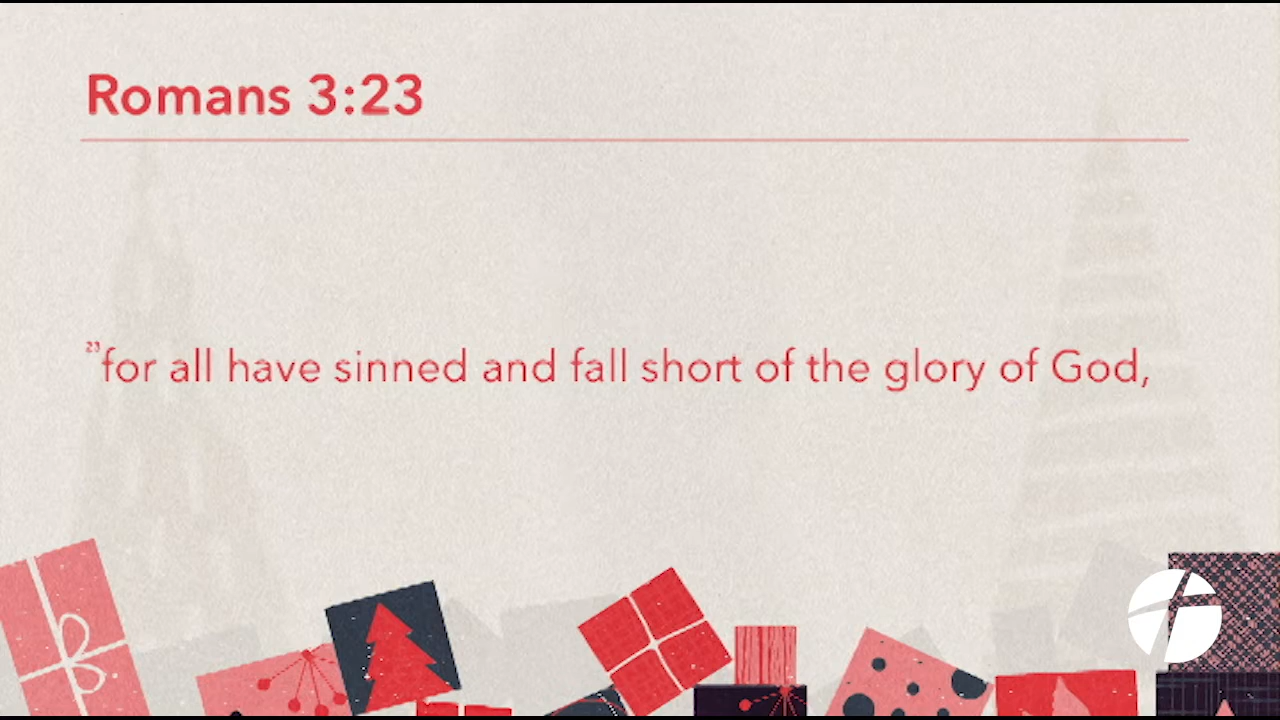 Romans 3:23
23for all have sinned and fall short of the glory of God,